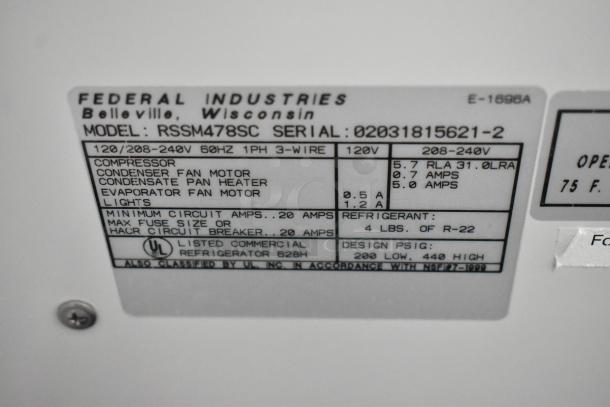 FEDERAL INDUSTRIES E-1696A
Belleville, Wisconsin
MODEL: RSSM478SC SERIAL: 02031815621-2
120/208-240V 60HZ 1PH 3-WIRE 120V 208-240V
COMPRESSOR 5.7 RLA 31.0LRA
CONDENSER FAN MOTOR 0.7 AMPS
CONDENSATE PAN HEATER 5.0 AMPS
EVAPORATOR FAN MOTOR 0.5 A
LIGHTS 1.2 A
MINIMUM CIRCUIT AMPS..20 AMPS REFRIGERANT:
MAX FUSE SIZE OR
HACR CIRCUIT BREAKER..20 AMPS 4 LBS. OF R-22
UL LISTED COMMERCIAL DESIGN PSIG:
REFRIGERATOR 628H 200 LOW, 440 HIGH
ALSO CLASSIFIED BY UL INC. IN ACCORDANCE WITH NSF#7-1999
OPE
75 F.
Fo